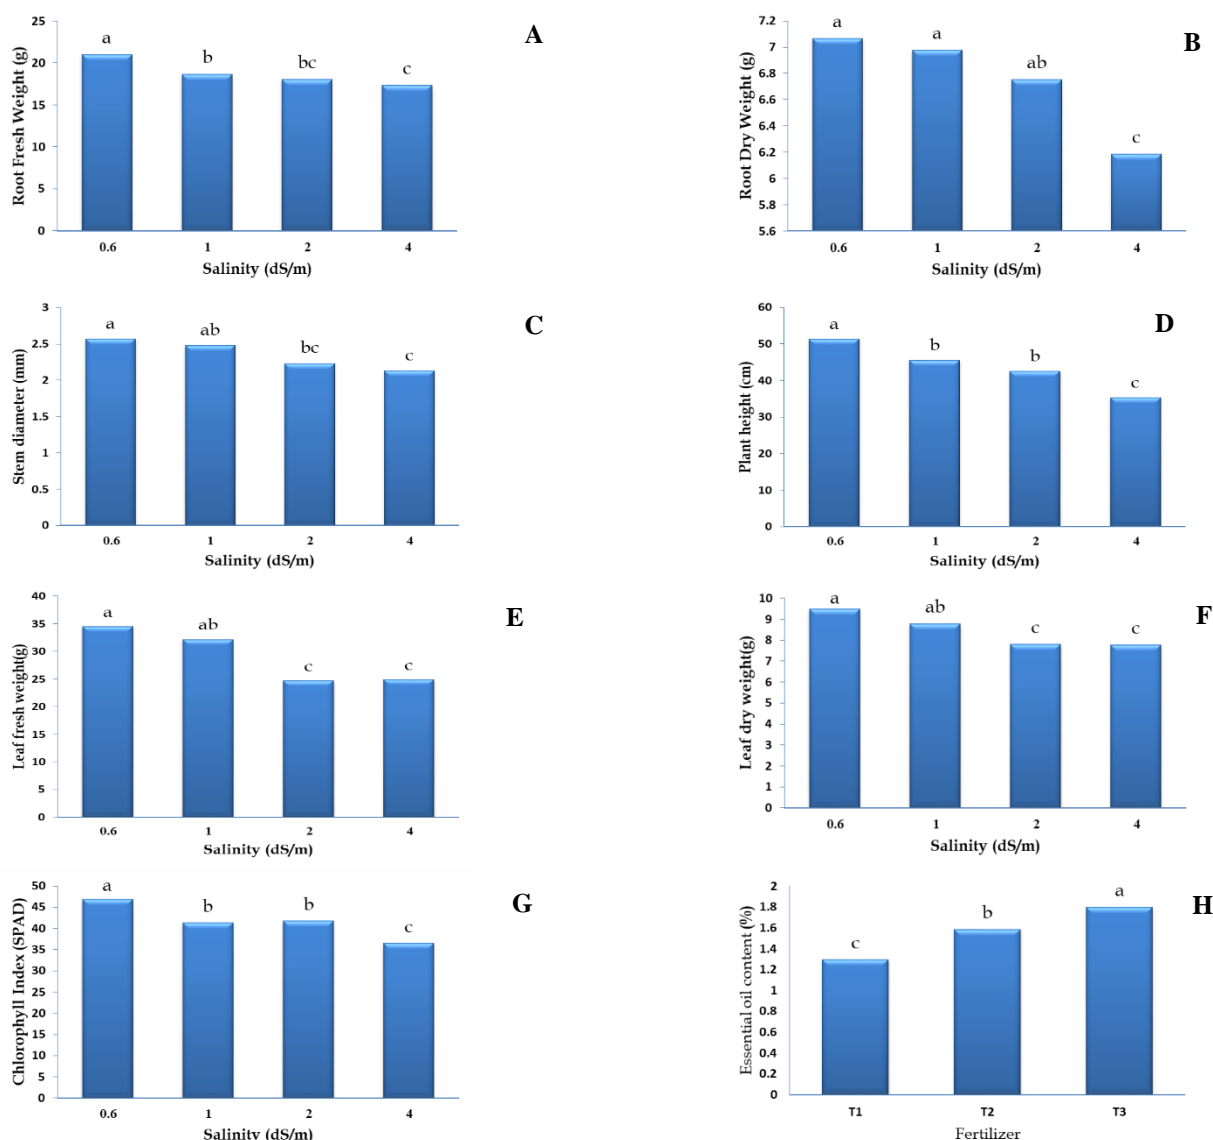 A
Root Fresh Weight (g)
25
20
15
10
5
0
a
b
bc
c
0.6 1 2 4
Salinity (dS/m)
B
Root Dry Weight (g)
7.2
7
6.8
6.6
6.4
6.2
6
5.8
5.6
a
a
ab
c
0.6 1 2 4
Salinity (dS/m)
C
Stem diameter (mm)
3
2.5
2
1.5
1
0.5
0
a
ab
bc
c
0.6 1 2 4
Salinity (dS/m)
D
Plant height (cm)
60
50
40
30
20
10
0
a
b
b
c
0.6 1 2 4
Salinity (dS/m)
E
Leaf fresh weight(g)
40
35
30
25
20
15
10
5
0
a
ab
c
c
0.6 1 2 4
Salinity (dS/m)
F
Leaf dry weight(g)
10
9
8
7
6
5
4
3
2
1
0
a
ab
c
c
0.6 1 2 4
Salinity (dS/m)
G
Chlorophyll Index (SPAD)
50
45
40
35
30
25
20
15
10
5
0
a
b
b
c
0.6 1 2 4
Salinity (dS/m)
H
Essential oil content (%)
2
1.8
1.6
1.4
1.2
1
0.8
0.6
0.4
0.2
0
c
b
a
T1 T2 T3
Fertilizer